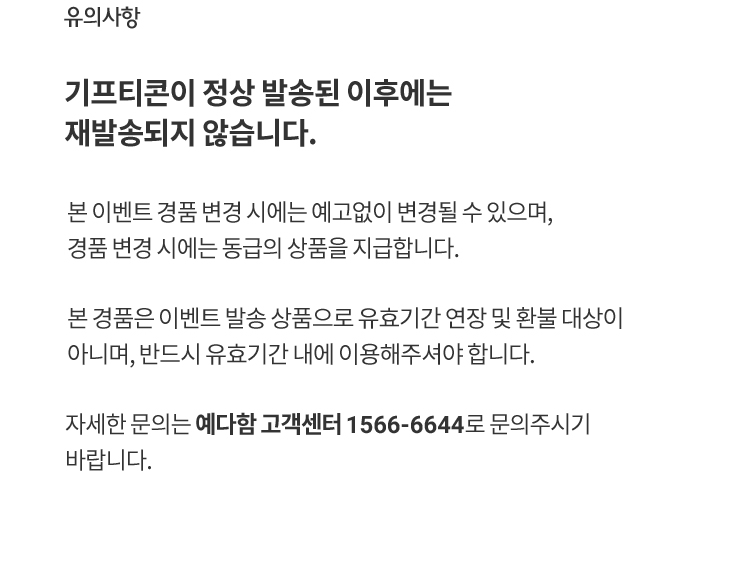 유의사항
기프티콘이 정상 발송된 이후에는
재발송되지 않습니다.
본 이벤트 경품 변경 시에는 예고없이 변경될 수 있으며,
경품 변경 시에는 동급의 상품을 지급합니다.
본 경품은 이벤트 발송 상품으로 유효기간 연장 및 환불 대상이
아니며, 반드시 유효기간 내에 이용해주셔야 합니다.
자세한 문의는 예다함 고객센터 1566-6644로 문의주시기
바랍니다.